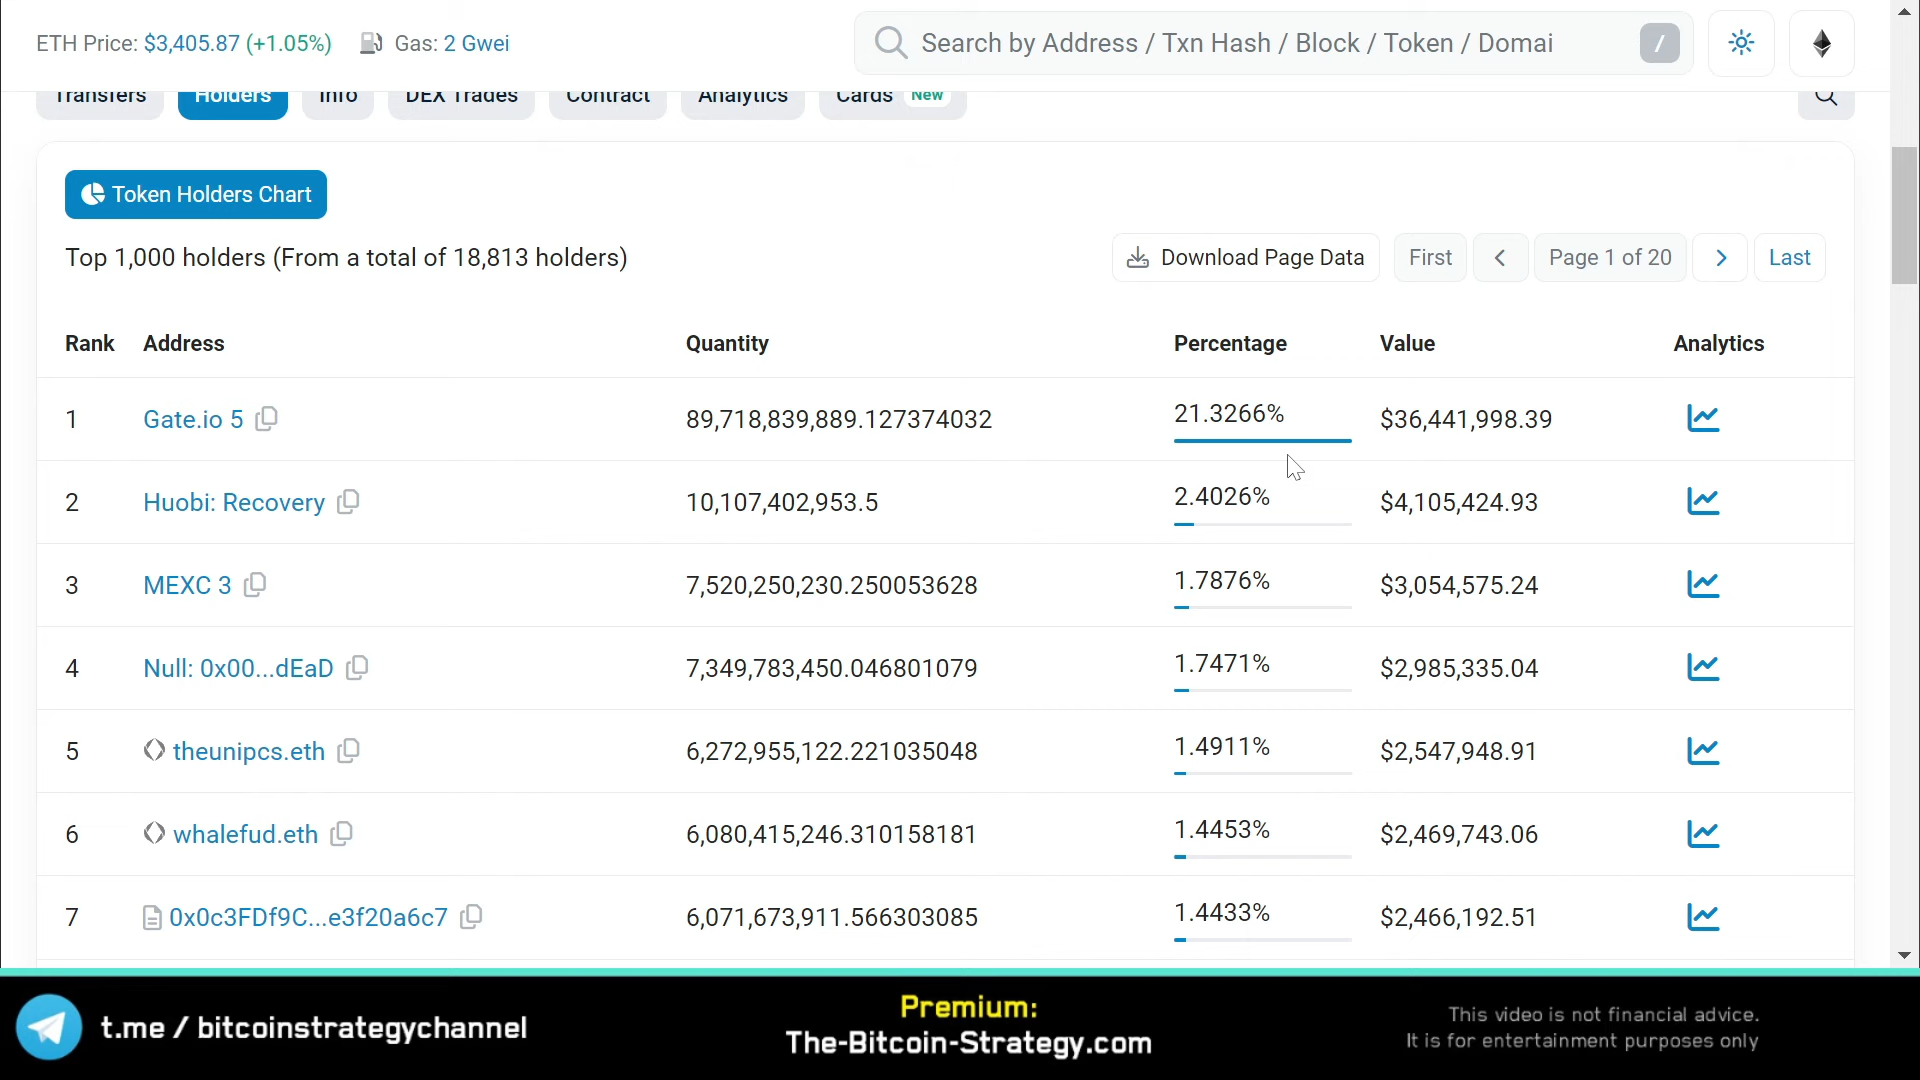 ETH Price: $3,405.87 (+1.05%) Gas: 2 Gwei
Search by Address / Txn Hash / Block / Token / Domai /
Transfers Holders Info DEX Trades Contract Analytics Cards New
Token Holders Chart
Top 1,000 holders (From a total of 18,813 holders)
Download Page Data First Page 1 of 20 Last
Rank Address Quantity Percentage Value Analytics
1 Gate.io 5 89,718,839,889.127374032 21.3266% $36,441,998.39
2 Huobi: Recovery 10,107,402,953.5 2.4026% $4,105,424.93
3 MEXC 3 7,520,250,230.250053628 1.7876% $3,054,575.24
4 Null: 0x00...dEaD 7,349,783,450.046801079 1.7471% $2,985,335.04
5 theunipcs.eth 6,272,955,122.221035048 1.4911% $2,547,948.91
6 whalefud.eth 6,080,415,246.310158181 1.4453% $2,469,743.06
7 0x0c3FDf9C...e3f20a6c7 6,071,673,911.566303085 1.4433% $2,466,192.51
t.me / bitcoinstrategychannel
Premium:
The-Bitcoin-Strategy.com
This video is not financial advice.
It is for entertainment purposes only